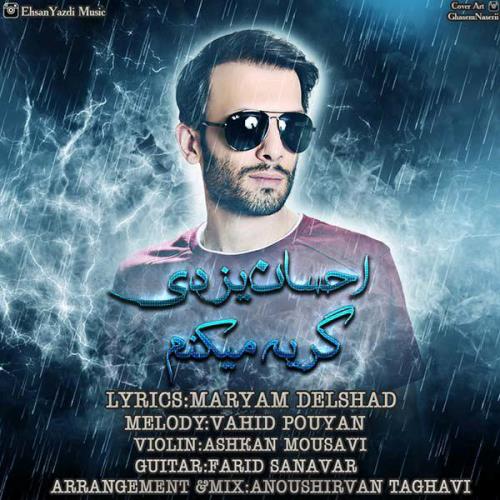 EhsanYazdi Music
Cover Art
GhasemNaserii
احسان یزدی
گریه میکنم
LYRICS:MARYAM DELSHAD
MELODY:VAHID POUYAN
VIOLIN:ASHKAN MOUSAVI
GUITAR:FARID SANAVAR
ARRANGEMENT &MIX:ANOUSHIRVAN TAGHAVI